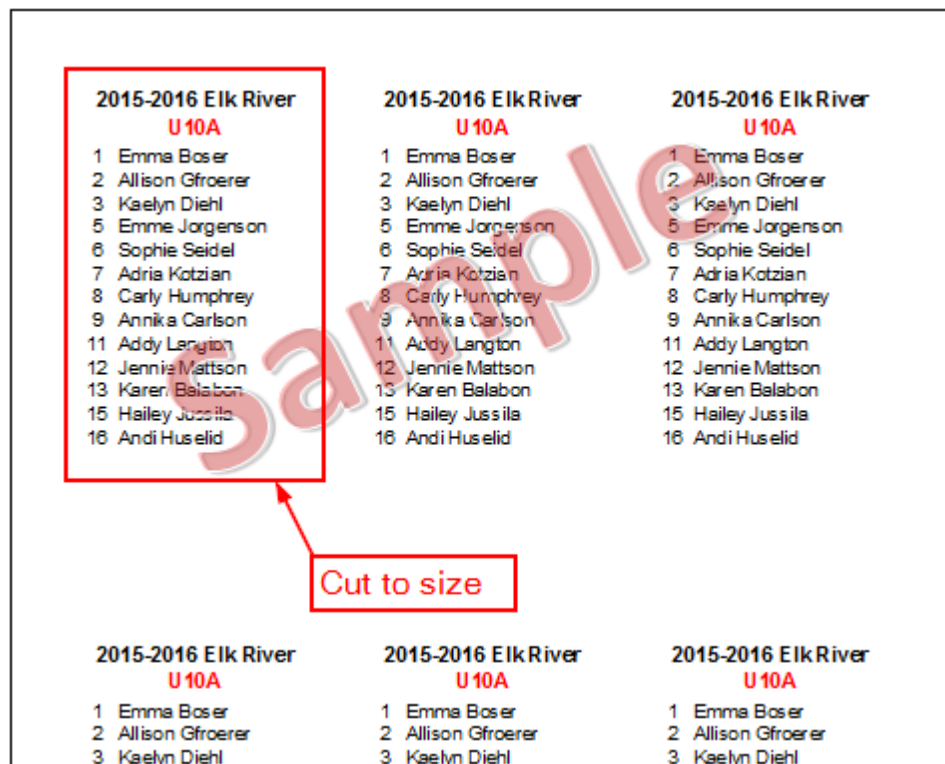 2015-2016 Elk River
U10A
1 Emma Boser
2 Allison Gfroerer
3 Kaelyn Diehl
5 Emme Jorgenson
6 Sophie Seidel
7 Adria Kotzian
8 Carly Humphrey
9 Annika Carlson
11 Addy Langton
12 Jennie Mattson
13 Karen Balabon
15 Hailey Jussila
16 Andi Huselid
2015-2016 Elk River
U10A
1 Emma Boser
2 Allison Gfroerer
3 Kaelyn Diehl
5 Emme Jorgenson
6 Sophie Seidel
7 Adria Kotzian
8 Carly Humphrey
9 Annika Carlson
11 Addy Langton
12 Jennie Mattson
13 Karen Balabon
15 Hailey Jussila
16 Andi Huselid
2015-2016 Elk River
U10A
1 Emma Boser
2 Allison Gfroerer
3 Kaelyn Diehl
5 Emme Jorgenson
6 Sophie Seidel
7 Adria Kotzian
8 Carly Humphrey
9 Annika Carlson
11 Addy Langton
12 Jennie Mattson
13 Karen Balabon
15 Hailey Jussila
16 Andi Huselid
Sample
Cut to size
2015-2016 Elk River
U10A
1 Emma Boser
2 Allison Gfroerer
3 Kaelyn Diehl
2015-2016 Elk River
U10A
1 Emma Boser
2 Allison Gfroerer
3 Kaelyn Diehl
2015-2016 Elk River
U10A
1 Emma Boser
2 Allison Gfroerer
3 Kaelyn Diehl